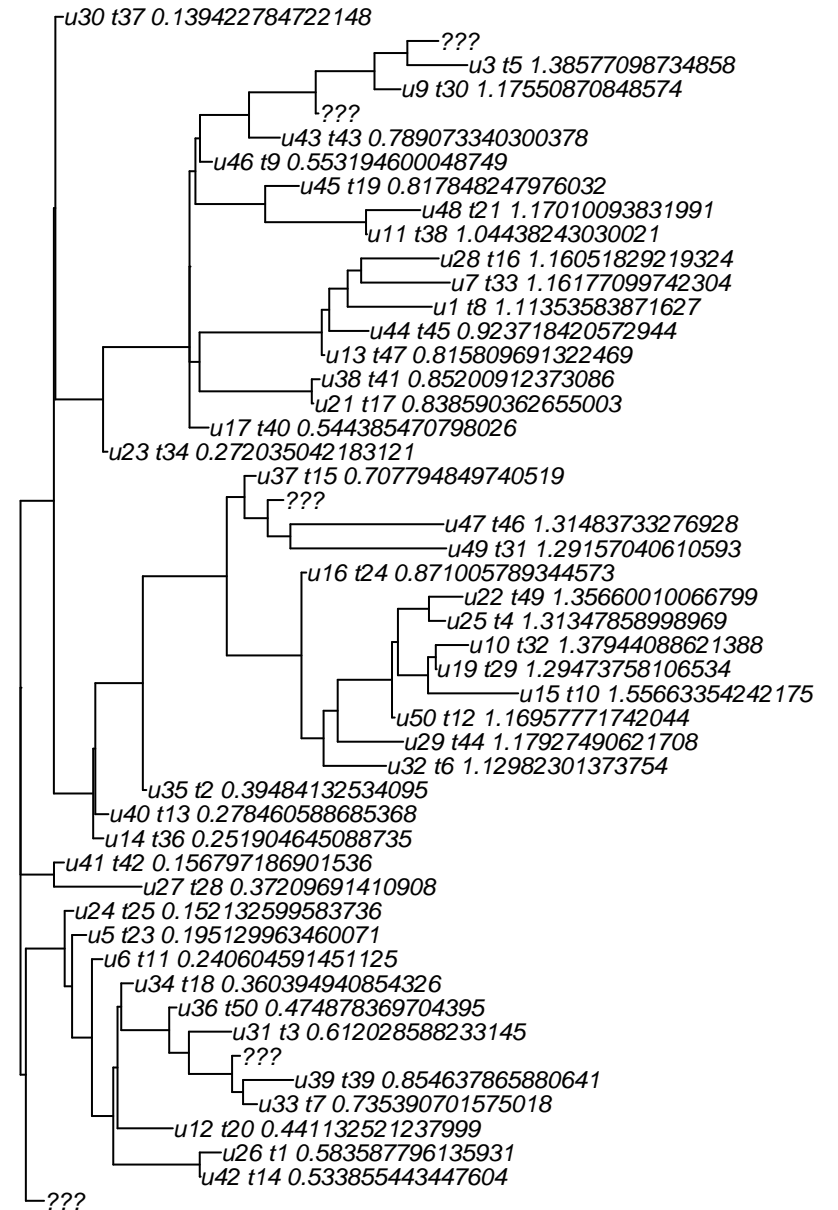 u30 t37 0.139422784722148
???
u3 t5 1.38577098734858
u9 t30 1.17550870848574
???
u43 t43 0.789073340300378
u46 t9 0.553194600048749
u45 t19 0.817848247976032
u48 t21 1.17010093831991
u11 t38 1.04438243030021
u28 t16 1.16051829219324
u7 t33 1.16177099742304
u1 t8 1.11353583871627
u44 t45 0.923718420572944
u13 t47 0.815809691322469
u38 t41 0.85200912373086
u21 t17 0.838590362655003
u17 t40 0.544385470798026
u23 t34 0.272035042183121
u37 t15 0.707794849740519
???
u47 t46 1.31483733276928
u49 t31 1.29157040610593
u16 t24 0.871005789344573
u22 t49 1.35660010066799
u25 t4 1.31347858998969
u10 t32 1.37944088621388
u19 t29 1.29473758106534
u15 t10 1.55663354242175
u50 t12 1.16957771742044
u29 t44 1.17927490621708
u32 t6 1.12982301373754
u35 t2 0.39484132534095
u40 t13 0.278460588685368
u14 t36 0.251904645088735
u41 t42 0.156797186901536
u27 t28 0.37209691410908
u24 t25 0.152132599583736
u5 t23 0.195129963460071
u6 t11 0.240604591451125
u34 t18 0.360394940854326
u36 t50 0.474878369704395
u31 t3 0.612028588233145
???
u39 t39 0.854637865880641
u33 t7 0.735390701575018
u12 t20 0.441132521237999
u26 t1 0.583587796135931
u42 t14 0.533855443447604
???